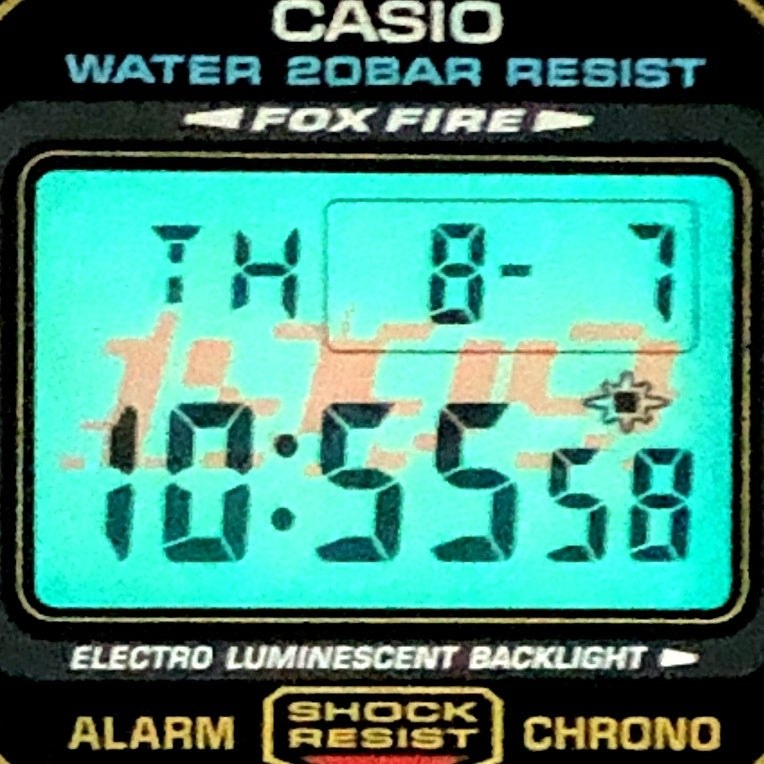 CASIO
WATER 20BAR RESIST
FOX FIRE
TH 8- 7
10:55 58
ELECTRO LUMINESCENT BACKLIGHT
ALARM SHOCK RESIST CHRONO